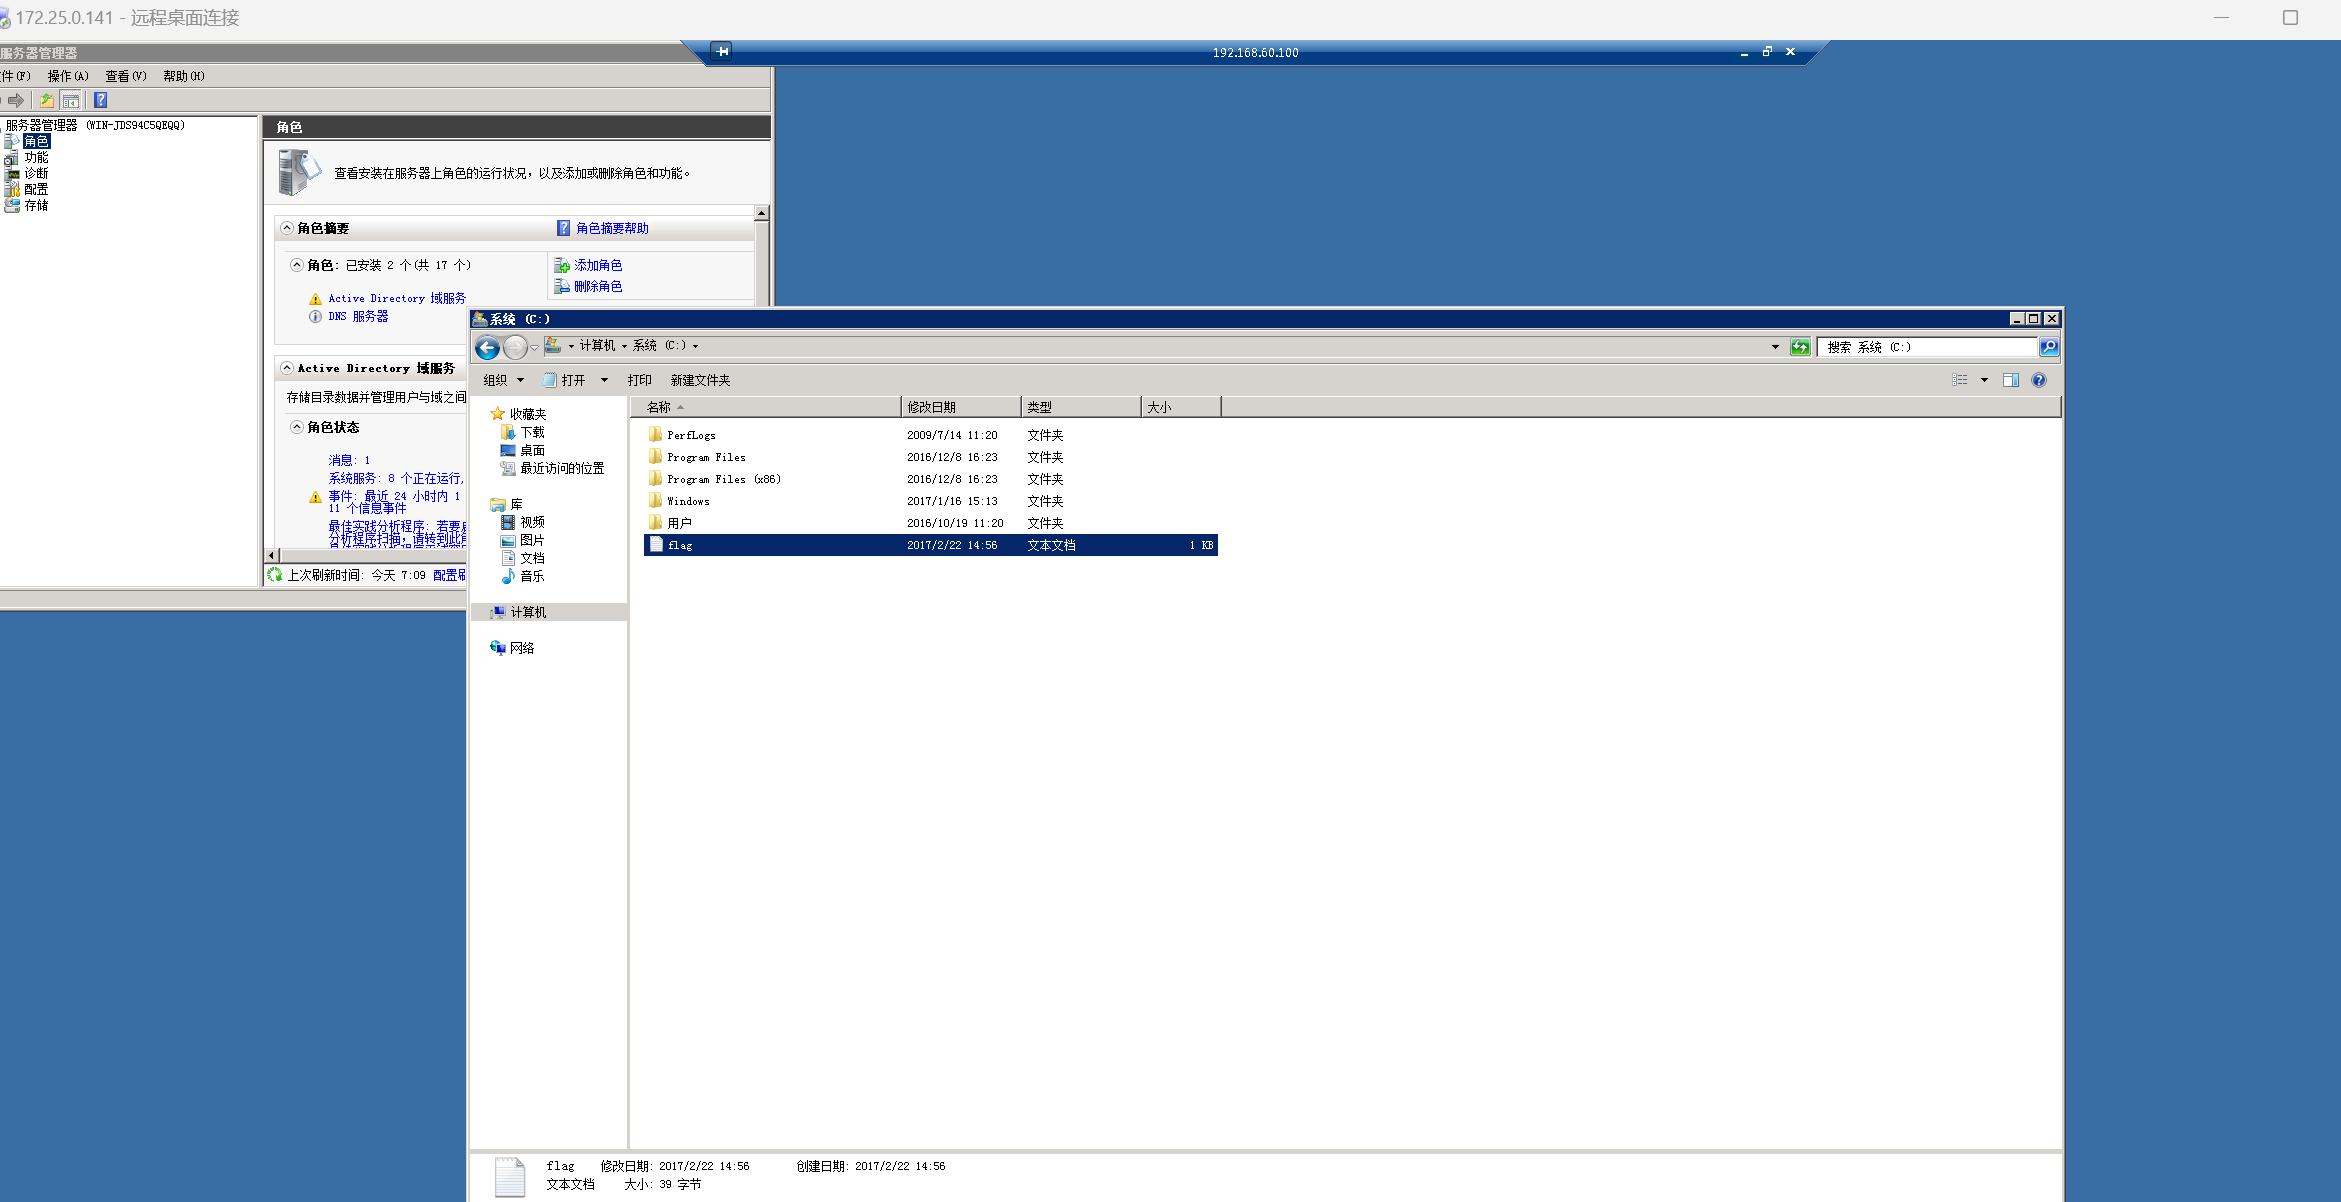 172.25.0.141 - 远程桌面连接
服务器管理器
192.168.60.100
件(F) 操作(A) 查看(V) 帮助(H)
服务器管理器 (WIN-JDS94C5QEQQ)
角色
功能
诊断
配置
存储
角色
查看安装在服务器上角色的运行状况，以及添加或删除角色和功能。
角色摘要
角色摘要帮助
角色: 已安装 2 个(共 17 个)
添加角色
删除角色
Active Directory 域服务
DNS 服务器
Active Directory 域服务
存储目录数据并管理用户与域之间
角色状态
消息: 1
系统服务: 8 个正在运行,
事件: 最近 24 小时内 1
11 个信息事件
最佳实践分析程序: 若要
分析程序扫描，请转到此
上次刷新时间: 今天 7:09 配置刷
系统 (C:)
计算机 系统 (C:)
搜索 系统 (C:)
组织 打开 打印 新建文件夹
收藏夹
下载
桌面
最近访问的位置
库
视频
图片
文档
音乐
计算机
网络
名称 修改日期 类型 大小
PerfLogs 2009/7/14 11:20 文件夹
Program Files 2016/12/8 16:23 文件夹
Program Files (x86) 2016/12/8 16:23 文件夹
Windows 2017/1/16 15:13 文件夹
用户 2016/10/19 11:20 文件夹
flag 2017/2/22 14:56 文本文档 1 KB
flag 修改日期: 2017/2/22 14:56 创建日期: 2017/2/22 14:56
文本文档 大小: 39 字节